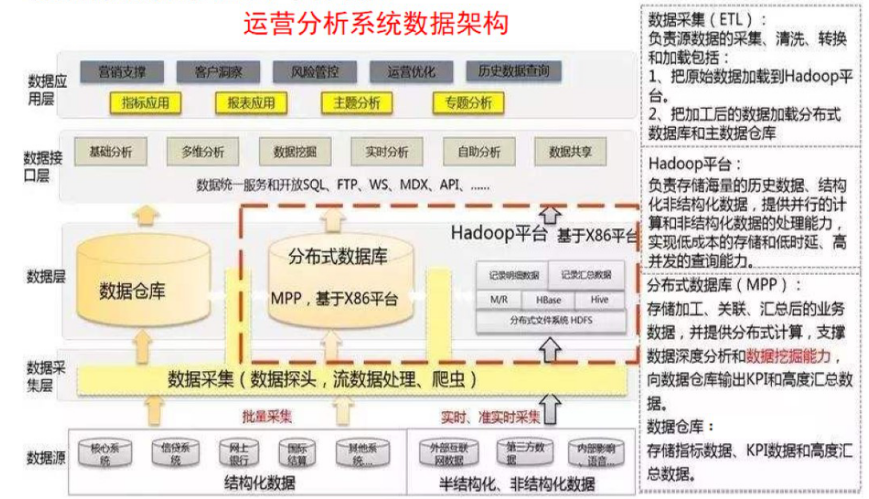 运营分析系统数据架构
数据应
用层
营销支撑
客户洞察
风险管控
运营优化
历史数据查询
指标应用
报表应用
主题分析
专题分析
数据接
口层
基础分析
多维分析
数据挖掘
实时分析
自助分析
数据共享
数据统一服务和开放SQL、FTP、WS、MDX、API、……
数据层
数据仓库
分布式数据库
MPP，基于X86平台
Hadoop平台 基于X86平台
记录明细数据
记录汇总数据
M/R
HBase
Hive
分布式文件系统 HDFS
数据采
集层
数据采集（数据探头，流数据处理、爬虫）
批量采集
实时、准实时采集
数据源
核心系
统
信贷系
统
网上
银行
国际
结算
其他系
统...
外部互联
网数据
第三方数
据
内部影响
、语音...
结构化数据
半结构化、非结构化数据
数据采集（ETL）：
负责源数据的采集、清洗、转换
和加载包括：
1、把原始数据加载到Hadoop平
台。
2、把加工后的数据加载分布式
数据库和主数据仓库
Hadoop平台：
负责存储海量的历史数据、结构
化非结构化数据，提供并行的计
算和非结构化数据的处理能力，
实现低成本的存储和低时延、高
并发的查询能力。
分布式数据库（MPP）：
存储加工、关联、汇总后的业务
数据，并提供分布式计算，支撑
数据深度分析和数据挖掘能力，
向数据仓库输出KPI和高度汇总数
据。
数据仓库：
存储指标数据、KPI数据和高度汇
总数据。